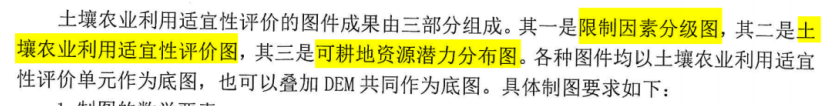 土壤农业利用适宜性评价的图件成果由三部分组成。其一是限制因素分级图，其二是土
壤农业利用适宜性评价图，其三是可耕地资源潜力分布图。各种图件均以土壤农业利用适宜
性评价单元作为底图，也可以叠加 DEM 共同作为底图。具体制图要求如下：